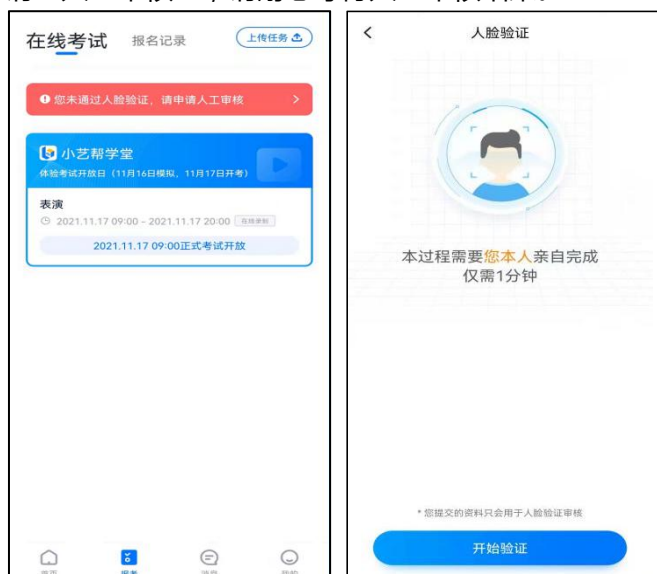 在线考试
报名记录
上传任务
您未通过人脸验证，请申请人工审核
小艺帮学堂
体验考试开放日（11月16日模拟，11月17日开考）
表演
2021.11.17 09:00 - 2021.11.17 20:00 在线录制
2021.11.17 09:00正式考试开放
人脸验证
本过程需要您本人亲自完成
仅需1分钟
*您提交的资料只会用于人脸验证审核
开始验证